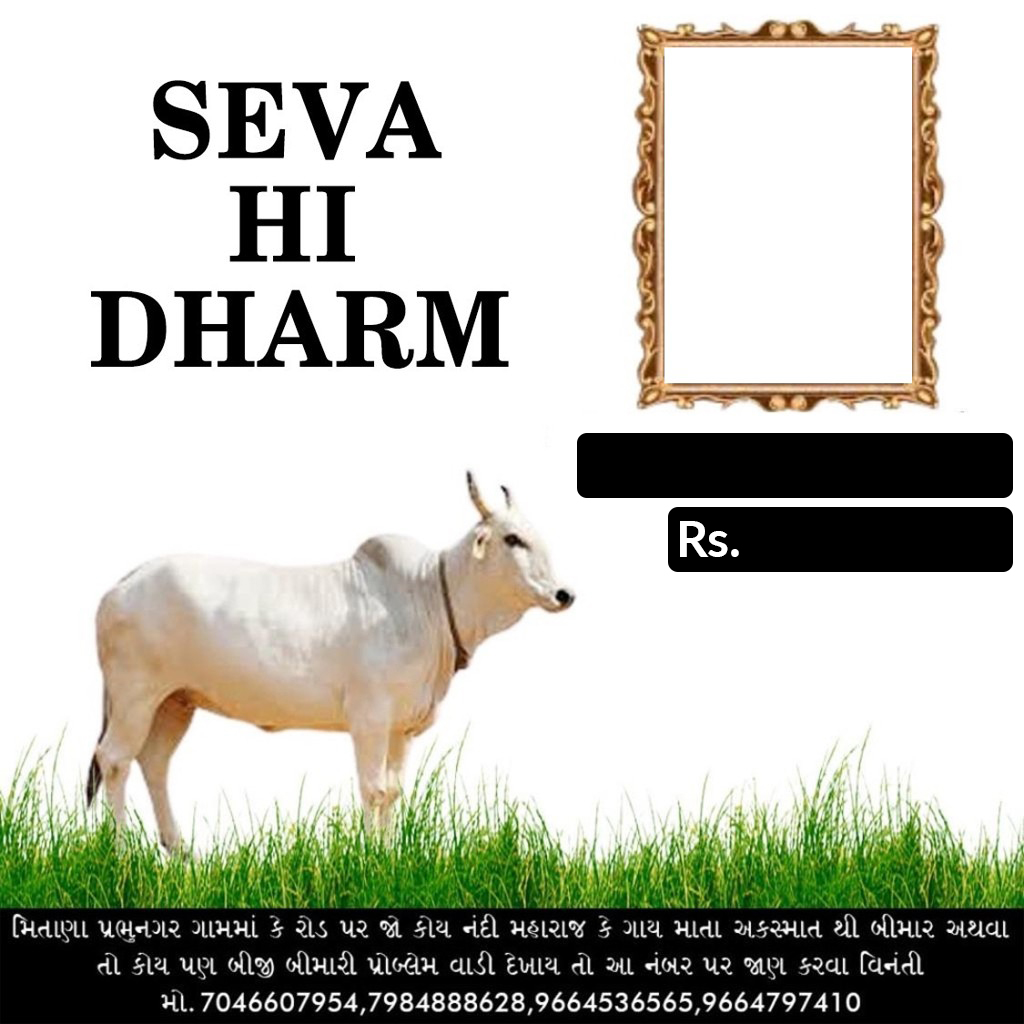 SEVA
HI
DHARM
Rs.
મિતાણા પ્રભુનગર ગામમાં કે રોડ પર જો કોય નંદી મહારાજ કે ગાય માતા અકસ્માત થી બીમાર અથવા
તો કોય પણ બીજી બીમારી પ્રોબ્લેમ વાડી દેખાય તો આ નંબર પર જાણ કરવા વિનંતી
મો. 7046607954,7984888628,9664536565,9664797410